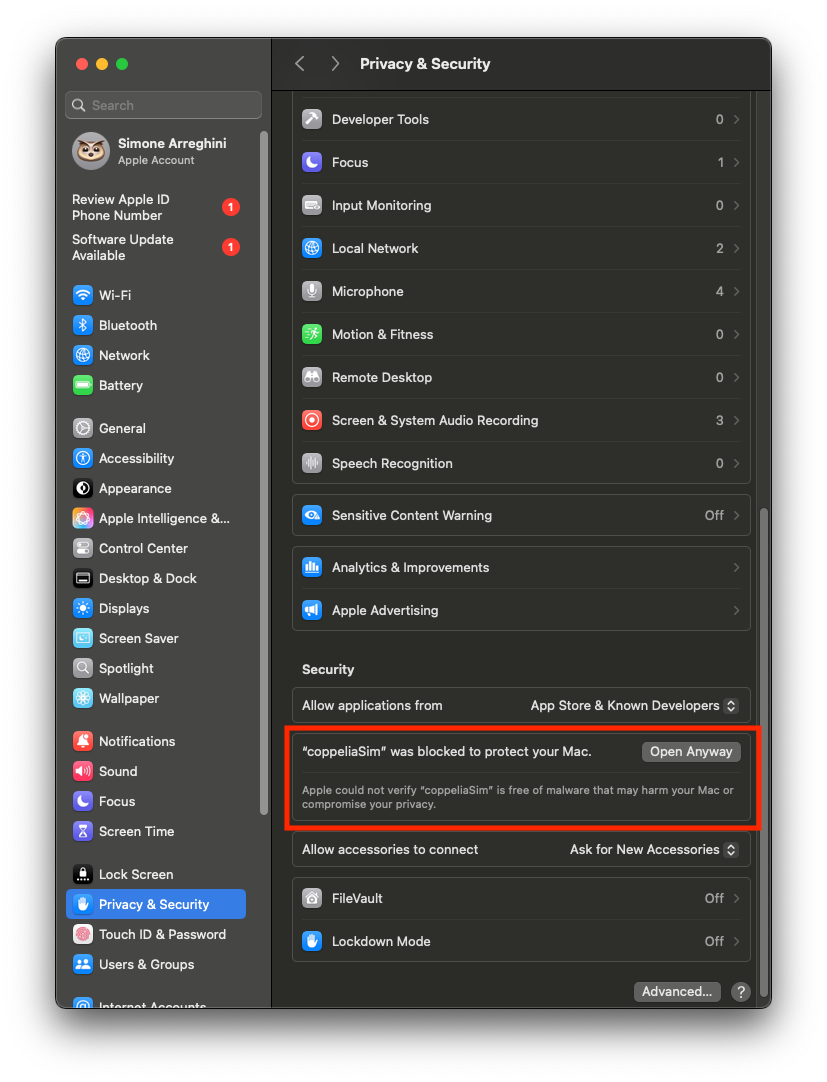 Privacy & Security
Search
Simone Arreghini
Apple Account
Review Apple ID
Phone Number
1
Software Update
Available
1
Wi-Fi
Bluetooth
Network
Battery
General
Accessibility
Appearance
Apple Intelligence &...
Control Center
Desktop & Dock
Displays
Screen Saver
Spotlight
Wallpaper
Notifications
Sound
Focus
Screen Time
Lock Screen
Privacy & Security
Touch ID & Password
Users & Groups
Internet Accounts
Developer Tools 0
Focus 1
Input Monitoring 0
Local Network 2
Microphone 4
Motion & Fitness 0
Remote Desktop 0
Screen & System Audio Recording 3
Speech Recognition 0
Sensitive Content Warning Off
Analytics & Improvements
Apple Advertising
Security
Allow applications from App Store & Known Developers
“coppeliaSim” was blocked to protect your Mac. Open Anyway
Apple could not verify “coppeliaSim” is free of malware that may harm your Mac or
compromise your privacy.
Allow accessories to connect Ask for New Accessories
FileVault Off
Lockdown Mode Off
Advanced... ?